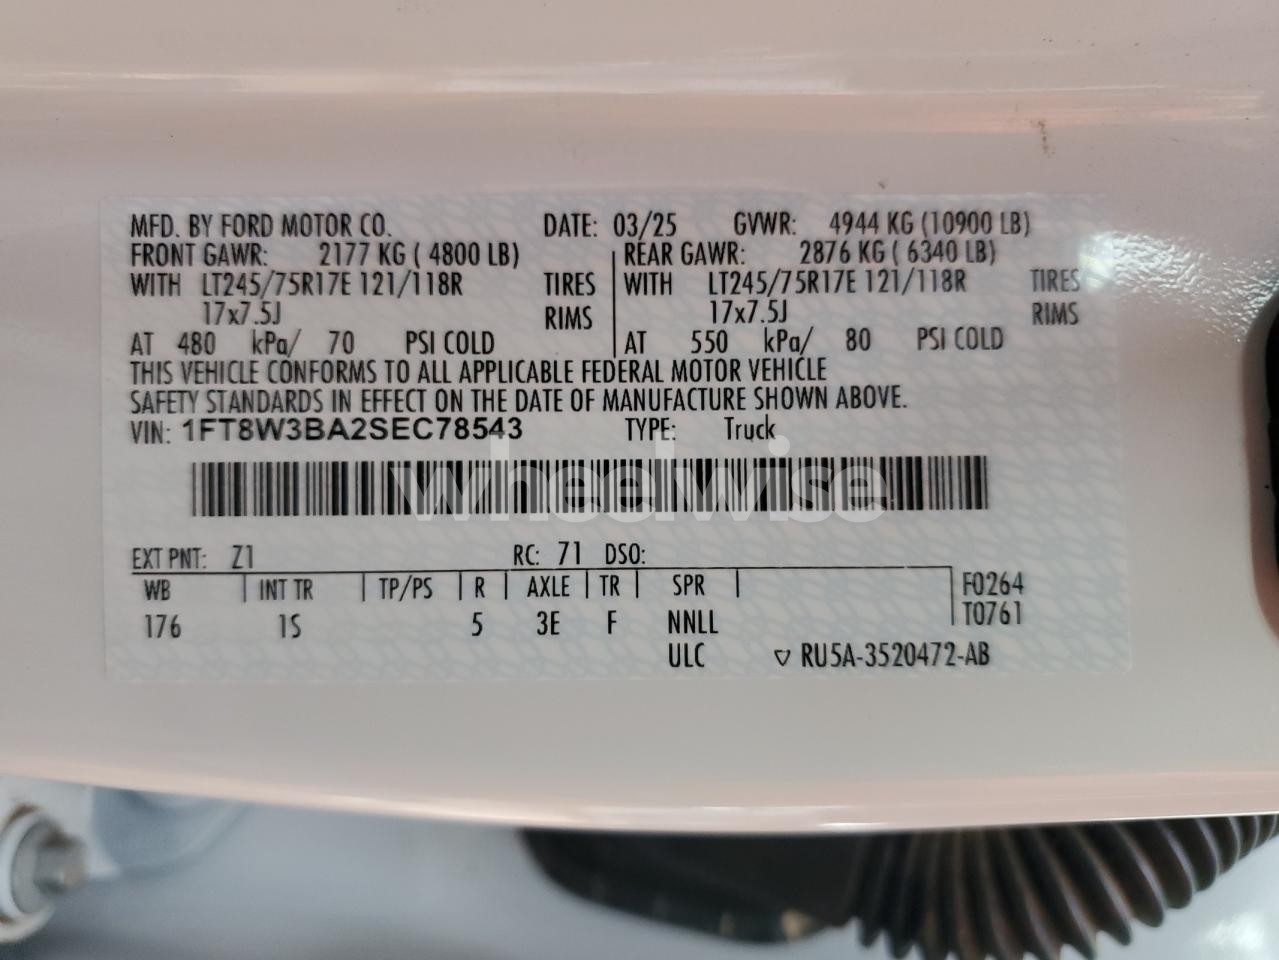 MFD. BY FORD MOTOR CO. DATE: 03/25 GVWR: 4944 KG (10900 LB)
FRONT GAWR: 2177 KG ( 4800 LB) REAR GAWR: 2876 KG ( 6340 LB)
WITH LT245/75R17E 121/118R TIRES WITH LT245/75R17E 121/118R TIRES
17x7.5J RIMS 17x7.5J RIMS
AT 480 kPa/ 70 PSI COLD AT 550 kPa/ 80 PSI COLD
THIS VEHICLE CONFORMS TO ALL APPLICABLE FEDERAL MOTOR VEHICLE
SAFETY STANDARDS IN EFFECT ON THE DATE OF MANUFACTURE SHOWN ABOVE.
VIN: 1FT8W3BA2SEC78543 TYPE: Truck
wheelwise
EXT PNT: Z1 RC: 71 DSO:
WB INT TR TP/PS R AXLE TR SPR F0264
176 1S 5 3E F NNLL T0761
ULC ▽ RU5A-3520472-AB